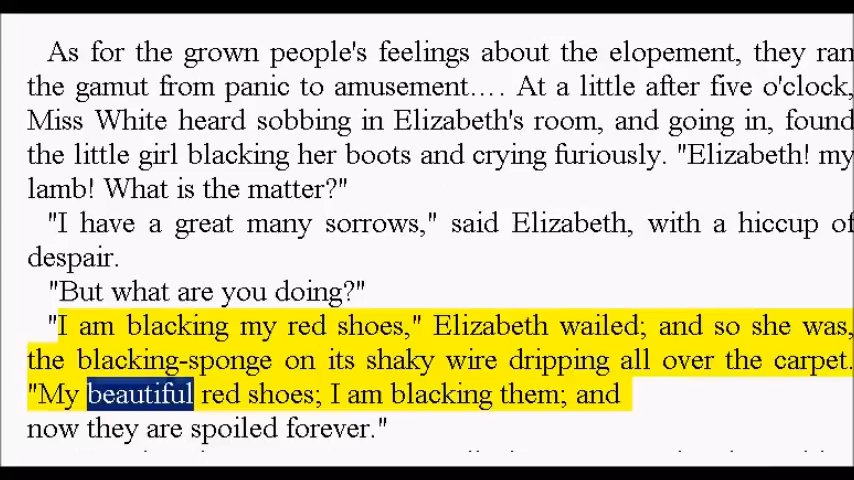 As for the grown people's feelings about the elopement, they ran
the gamut from panic to amusement.... At a little after five o'clock,
Miss White heard sobbing in Elizabeth's room, and going in, found
the little girl blacking her boots and crying furiously. "Elizabeth! my
lamb! What is the matter?"
"I have a great many sorrows," said Elizabeth, with a hiccup of
despair.
"But what are you doing?"
"I am blacking my red shoes," Elizabeth wailed; and so she was,
the blacking-sponge on its shaky wire dripping all over the carpet.
"My beautiful red shoes; I am blacking them; and
now they are spoiled forever."